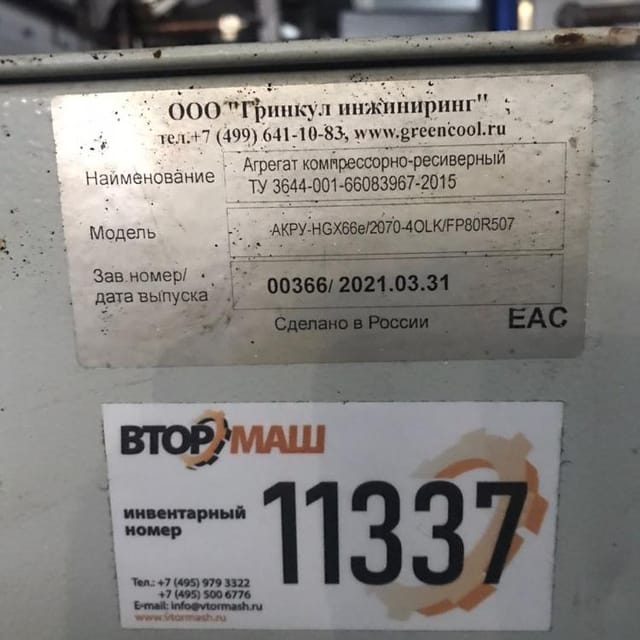 ООО "Гринкул инжиниринг"
тел.+7 (499) 641-10-83, www.greencool.ru
Наименование
Агрегат компрессорно-ресиверный
ТУ 3644-001-66083967-2015
Модель
АКРУ-HGX66e/2070-4OLK/FP80R507
Зав.номер/
дата выпуска
00366/ 2021.03.31
Сделано в России
EAC
ВТОРМАШ
инвентарный
номер
11337
Тел.: +7 (495) 979 3322
+7 (495) 500 6776
E-mail: info@vtormash.ru
www.vtormash.ru